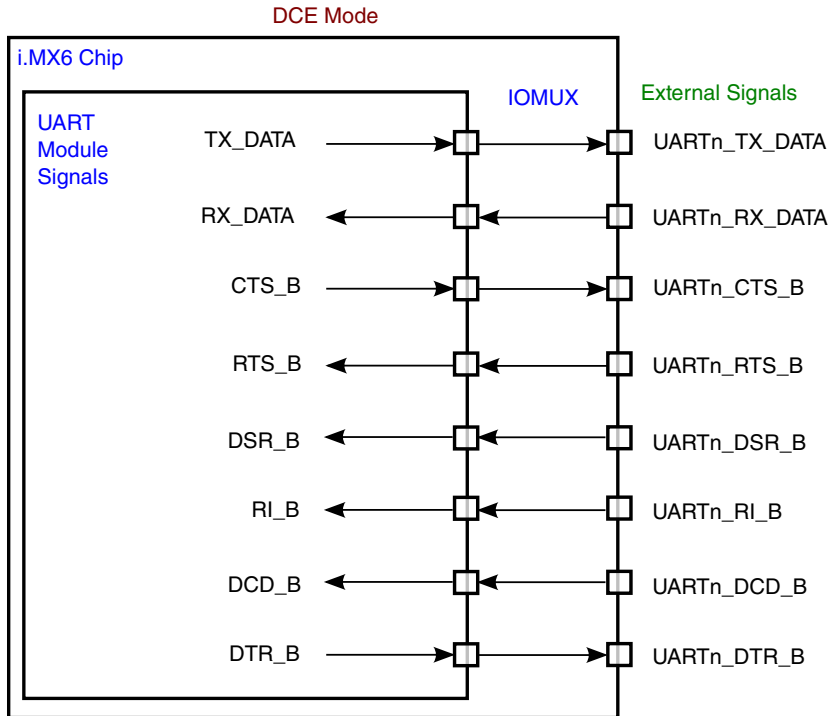 DCE Mode
i.MX6 Chip
IOMUX
External Signals
UART
Module
Signals
TX_DATA
UARTn_TX_DATA
RX_DATA
UARTn_RX_DATA
CTS_B
UARTn_CTS_B
RTS_B
UARTn_RTS_B
DSR_B
UARTn_DSR_B
RI_B
UARTn_RI_B
DCD_B
UARTn_DCD_B
DTR_B
UARTn_DTR_B